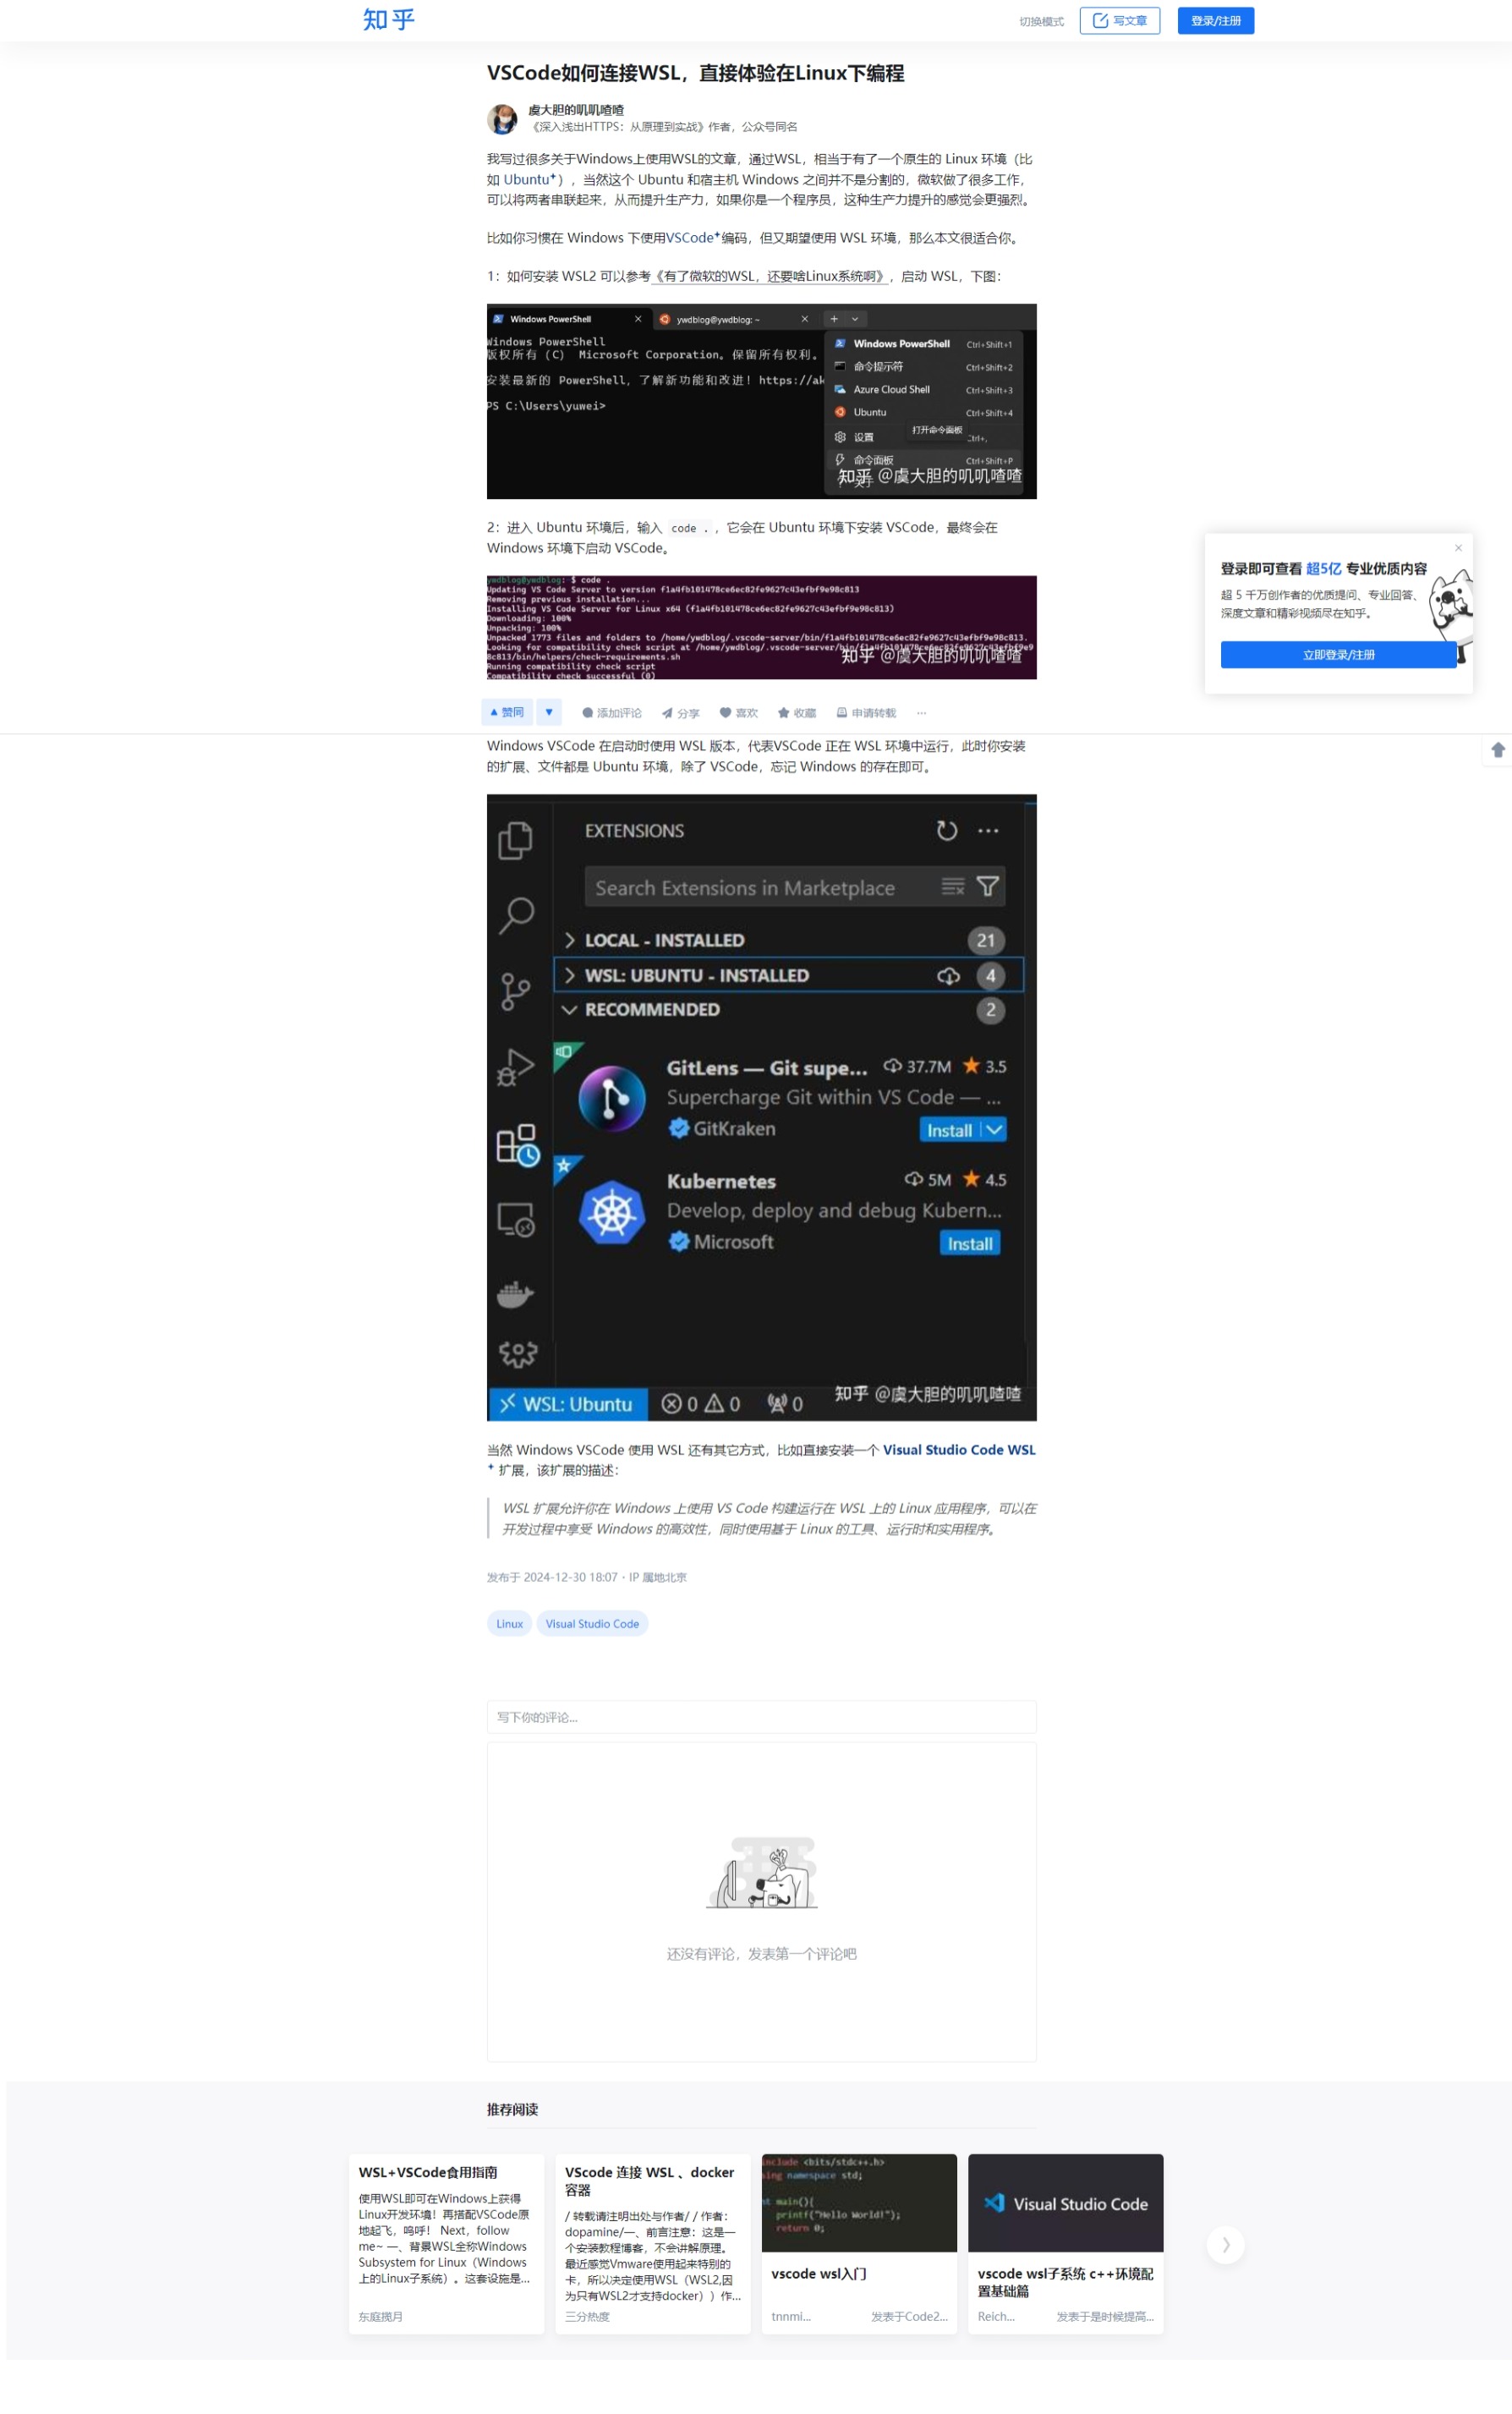 知乎
切换模式
写文章
登录/注册
VSCode如何连接WSL，直接体验在Linux下编程
虞大胆的叽叽喳喳
《深入浅出HTTPS：从原理到实战》作者，公众号同名
我写过很多关于Windows上使用WSL的文章，通过WSL，相当于有了一个原生的 Linux 环境（比
如 Ubuntu），当然这个 Ubuntu 和宿主机 Windows 之间并不是分割的，微软做了很多工作，
可以将两者串联起来，从而提升生产力，如果你是一个程序员，这种生产力提升的感觉会更强烈。
比如你习惯在 Windows 下使用VSCode编码，但又期望使用 WSL 环境，那么本文很适合你。
1：如何安装 WSL2 可以参考《有了微软的WSL，还要啥Linux系统啊》，启动 WSL，下图：
Windows PowerShell
ywdblog@ywdblog: ~
Windows PowerShell
版权所有 (C) Microsoft Corporation。保留所有权利。
安装最新的 PowerShell，了解新功能和改进！https://ak
PS C:\Users\yuwei>
Windows PowerShell Ctrl+Shift+1
命令提示符 Ctrl+Shift+2
Azure Cloud Shell Ctrl+Shift+3
Ubuntu Ctrl+Shift+4
打开命令面板
设置 Ctrl+,
命令面板 Ctrl+Shift+P
关于
知乎 @虞大胆的叽叽喳喳
2：进入 Ubuntu 环境后，输入 code . ，它会在 Ubuntu 环境下安装 VSCode，最终会在
Windows 环境下启动 VSCode。
ywdblog@ywdblog: $ code .
Updating VS Code Server to version f1a4fb101478ce6ec82fe9627c43efbf9e98c813
Removing previous installation...
Installing VS Code Server for Linux x64 (f1a4fb101478ce6ec82fe9627c43efbf9e98c813)
Downloading: 100%
Unpacking: 100%
Unpacked 1773 files and folders to /home/ywdblog/.vscode-server/bin/f1a4fb101478ce6ec82fe9627c43efbf9e98c813.
Looking for compatibility check script at /home/ywdblog/.vscode-server/bin/f1a4fb101478ce6ec82fe9627c43efbf9e9
8c813/bin/helpers/check-requirements.sh
Running compatibility check script
Compatibility check successful (0)
知乎 @虞大胆的叽叽喳喳
登录即可查看 超5亿 专业优质内容
超 5 千万创作者的优质提问、专业回答、
深度文章和精彩视频尽在知乎。
立即登录/注册
赞同
添加评论
分享
喜欢
收藏
申请转载
···
Windows VSCode 在启动时使用 WSL 版本，代表VSCode 正在 WSL 环境中运行，此时你安装
的扩展、文件都是 Ubuntu 环境，除了 VSCode，忘记 Windows 的存在即可。
EXTENSIONS
Search Extensions in Marketplace
LOCAL - INSTALLED 21
WSL: UBUNTU - INSTALLED 4
RECOMMENDED 2
GitLens — Git supe... 37.7M 3.5
Supercharge Git within VS Code — ...
GitKraken Install
Kubernetes 5M 4.5
Develop, deploy and debug Kubern...
Microsoft Install
WSL: Ubuntu 0 0 0
知乎 @虞大胆的叽叽喳喳
当然 Windows VSCode 使用 WSL 还有其它方式，比如直接安装一个 Visual Studio Code WSL
扩展，该扩展的描述：
WSL 扩展允许你在 Windows 上使用 VS Code 构建运行在 WSL 上的 Linux 应用程序，可以在
开发过程中享受 Windows 的高效性，同时使用基于 Linux 的工具、运行时和实用程序。
发布于 2024-12-30 18:07・IP 属地北京
Linux
Visual Studio Code
写下你的评论...
还没有评论，发表第一个评论吧
推荐阅读
WSL+VSCode食用指南
使用WSL即可在Windows上获得
Linux开发环境！再搭配VSCode原
地起飞，呜呼！ Next，follow
me~ 一、背景WSL全称Windows
Subsystem for Linux（Windows
上的Linux子系统）。这套设施是...
东庭揽月
VScode 连接 WSL 、docker
容器
/ 转载请注明出处与作者/ / 作者：
dopamine/一、前言注意：这是一
个安装教程博客，不会讲解原理。
最近感觉Vmware使用起来特别的
卡，所以决定使用WSL（WSL2,因
为只有WSL2才支持docker））作...
三分热度
include <bits/stdc++.h>
ing namespace std;
nt main(){
printf("Hello World!");
return 0;
vscode wsl入门
tnnmi... 发表于Code2...
Visual Studio Code
vscode wsl子系统 c++环境配
置基础篇
Reich... 发表于是时候提高...